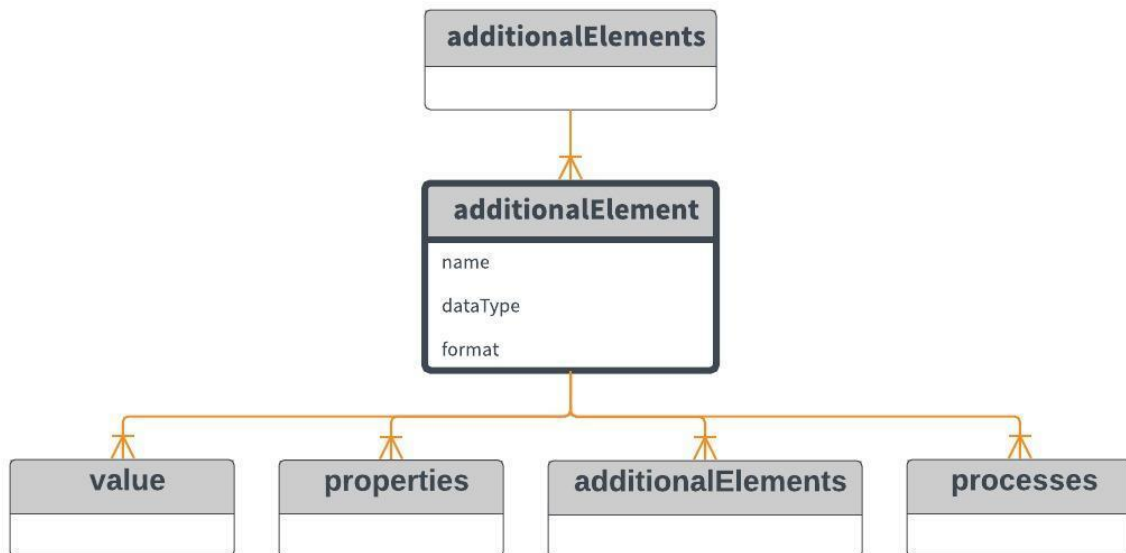 additionalElements
additionalElement
name
dataType
format
value
properties
additionalElements
processes